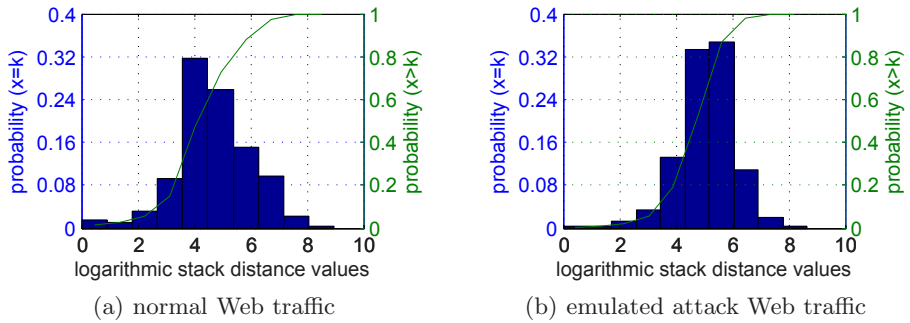 0.4
0.32
0.24
0.16
0.08
0
probability (x=k)
1
0.8
0.6
0.4
0.2
0
probability (x>k)
0 2 4 6 8 10
logarithmic stack distance values
(a) normal Web traffic
0.4
0.32
0.24
0.16
0.08
0
probability (x=k)
1
0.8
0.6
0.4
0.2
0
probability (x>k)
0 2 4 6 8 10
logarithmic stack distance values
(b) emulated attack Web traffic